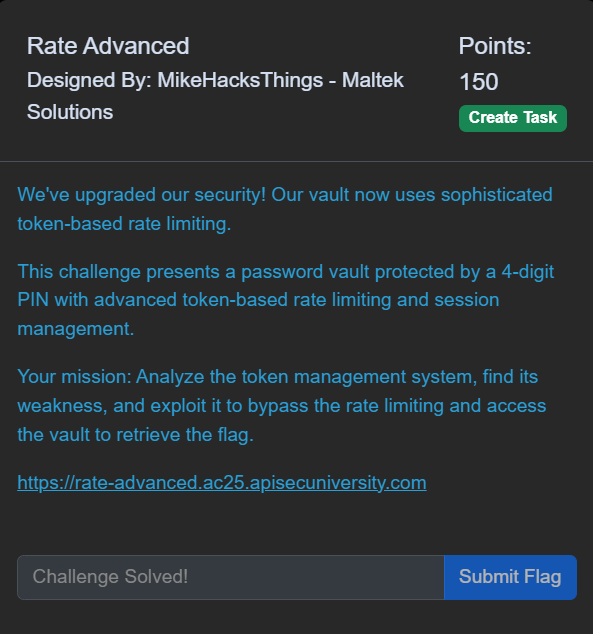 Rate Advanced
Designed By: MikeHacksThings - Maltek
Solutions
Points:
150
Create Task
We've upgraded our security! Our vault now uses sophisticated
token-based rate limiting.
This challenge presents a password vault protected by a 4-digit
PIN with advanced token-based rate limiting and session
management.
Your mission: Analyze the token management system, find its
weakness, and exploit it to bypass the rate limiting and access
the vault to retrieve the flag.
https://rate-advanced.ac25.apisecuniversity.com
Challenge Solved!
Submit Flag